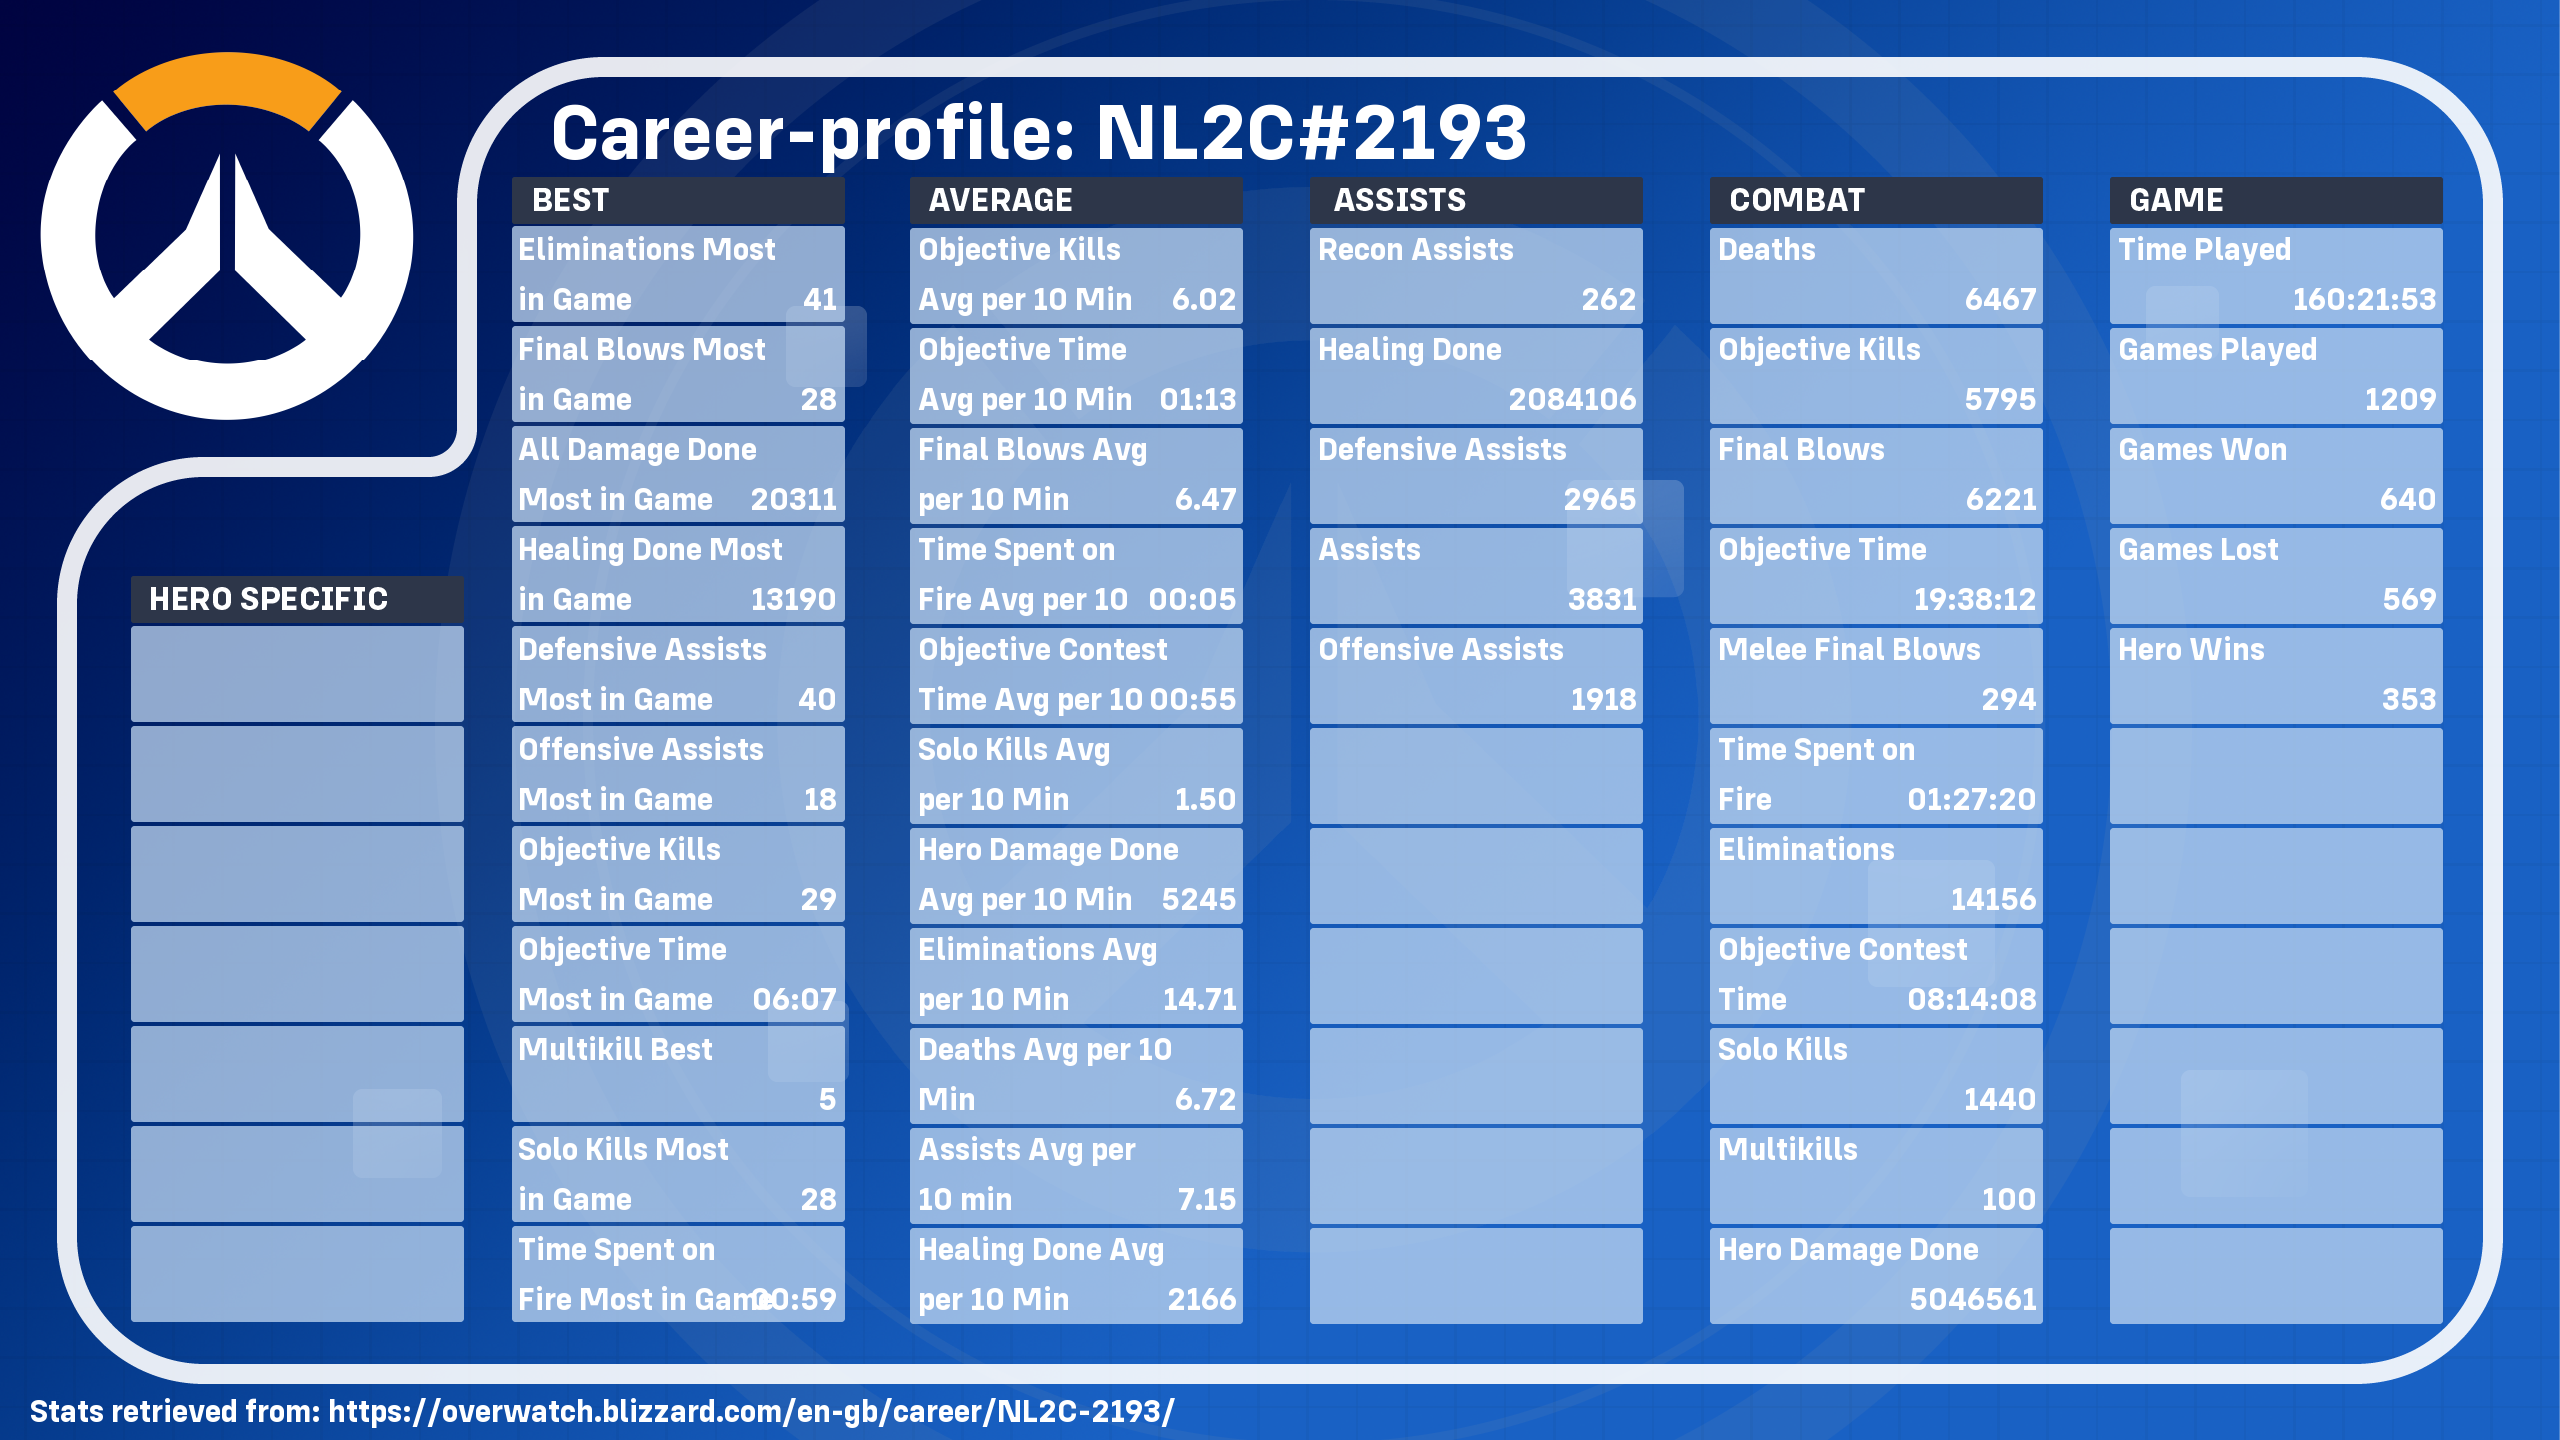 Career-profile: NL2C#2193
HERO SPECIFIC
BEST
Eliminations Most
in Game 41
Final Blows Most
in Game 28
All Damage Done
Most in Game 20311
Healing Done Most
in Game 13190
Defensive Assists
Most in Game 40
Offensive Assists
Most in Game 18
Objective Kills
Most in Game 29
Objective Time
Most in Game 06:07
Multikill Best
5
Solo Kills Most
in Game 28
Time Spent on
Fire Most in Game 00:59
AVERAGE
Objective Kills
Avg per 10 Min 6.02
Objective Time
Avg per 10 Min 01:13
Final Blows Avg
per 10 Min 6.47
Time Spent on
Fire Avg per 10 00:05
Objective Contest
Time Avg per 10 00:55
Solo Kills Avg
per 10 Min 1.50
Hero Damage Done
Avg per 10 Min 5245
Eliminations Avg
per 10 Min 14.71
Deaths Avg per 10
Min 6.72
Assists Avg per
10 min 7.15
Healing Done Avg
per 10 Min 2166
ASSISTS
Recon Assists
262
Healing Done
2084106
Defensive Assists
2965
Assists
3831
Offensive Assists
1918
COMBAT
Deaths
6467
Objective Kills
5795
Final Blows
6221
Objective Time
19:38:12
Melee Final Blows
294
Time Spent on
Fire 01:27:20
Eliminations
14156
Objective Contest
Time 08:14:08
Solo Kills
1440
Multikills
100
Hero Damage Done
5046561
GAME
Time Played
160:21:53
Games Played
1209
Games Won
640
Games Lost
569
Hero Wins
353
Stats retrieved from: https://overwatch.blizzard.com/en-gb/career/NL2C-2193/